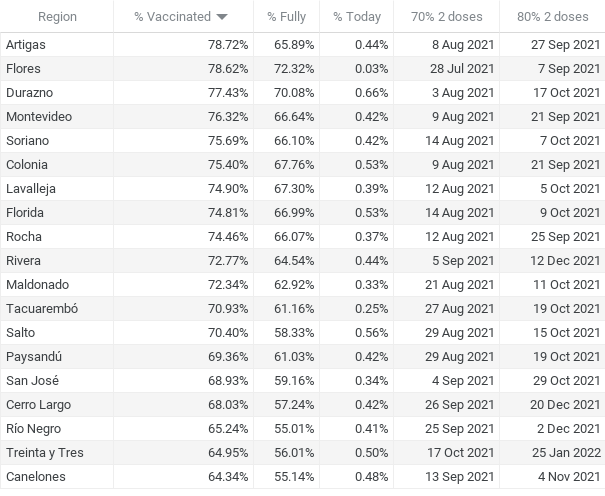 Region % Vaccinated % Fully % Today 70% 2 doses 80% 2 doses
Artigas 78.72% 65.89% 0.44% 8 Aug 2021 27 Sep 2021
Flores 78.62% 72.32% 0.03% 28 Jul 2021 7 Sep 2021
Durazno 77.43% 70.08% 0.66% 3 Aug 2021 17 Oct 2021
Montevideo 76.32% 66.64% 0.42% 9 Aug 2021 21 Sep 2021
Soriano 75.69% 66.10% 0.42% 14 Aug 2021 7 Oct 2021
Colonia 75.40% 67.76% 0.53% 9 Aug 2021 21 Sep 2021
Lavalleja 74.90% 67.30% 0.39% 12 Aug 2021 5 Oct 2021
Florida 74.81% 66.99% 0.53% 14 Aug 2021 9 Oct 2021
Rocha 74.46% 66.07% 0.37% 12 Aug 2021 25 Sep 2021
Rivera 72.77% 64.54% 0.44% 5 Sep 2021 12 Dec 2021
Maldonado 72.34% 62.92% 0.33% 21 Aug 2021 11 Oct 2021
Tacuarembó 70.93% 61.16% 0.25% 27 Aug 2021 19 Oct 2021
Salto 70.40% 58.33% 0.56% 29 Aug 2021 15 Oct 2021
Paysandú 69.36% 61.03% 0.42% 29 Aug 2021 19 Oct 2021
San José 68.93% 59.16% 0.34% 4 Sep 2021 29 Oct 2021
Cerro Largo 68.03% 57.24% 0.42% 26 Sep 2021 20 Dec 2021
Río Negro 65.24% 55.01% 0.41% 25 Sep 2021 2 Dec 2021
Treinta y Tres 64.95% 56.01% 0.50% 17 Oct 2021 25 Jan 2022
Canelones 64.34% 55.14% 0.48% 13 Sep 2021 4 Nov 2021